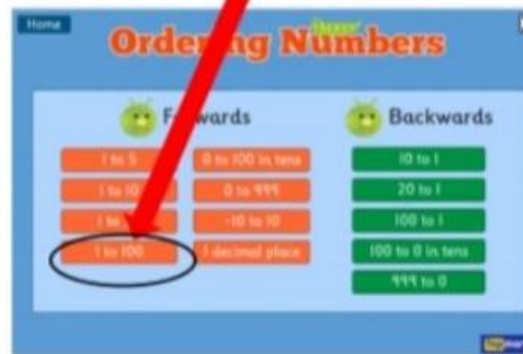 Home
Ordering Numbers
Forwards
1 to 5
0 to 100 in tens
1 to 10
0 to 999
1 to
-10 to 10
1 to 100
1 decimal place
Backwards
10 to 1
20 to 1
100 to 1
100 to 0 in tens
999 to 0